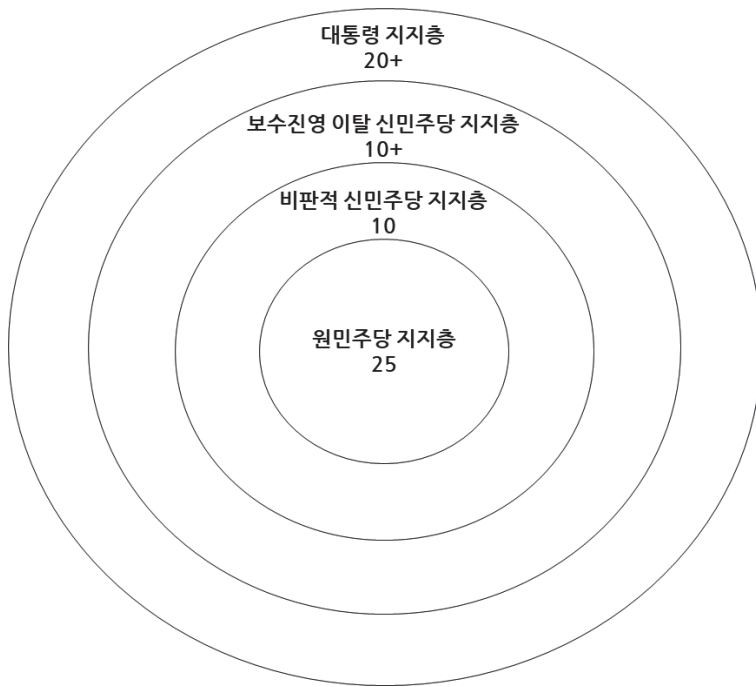 대통령 지지층
20+
보수진영 이탈 신민주당 지지층
10+
비판적 신민주당 지지층
10
원민주당 지지층
25